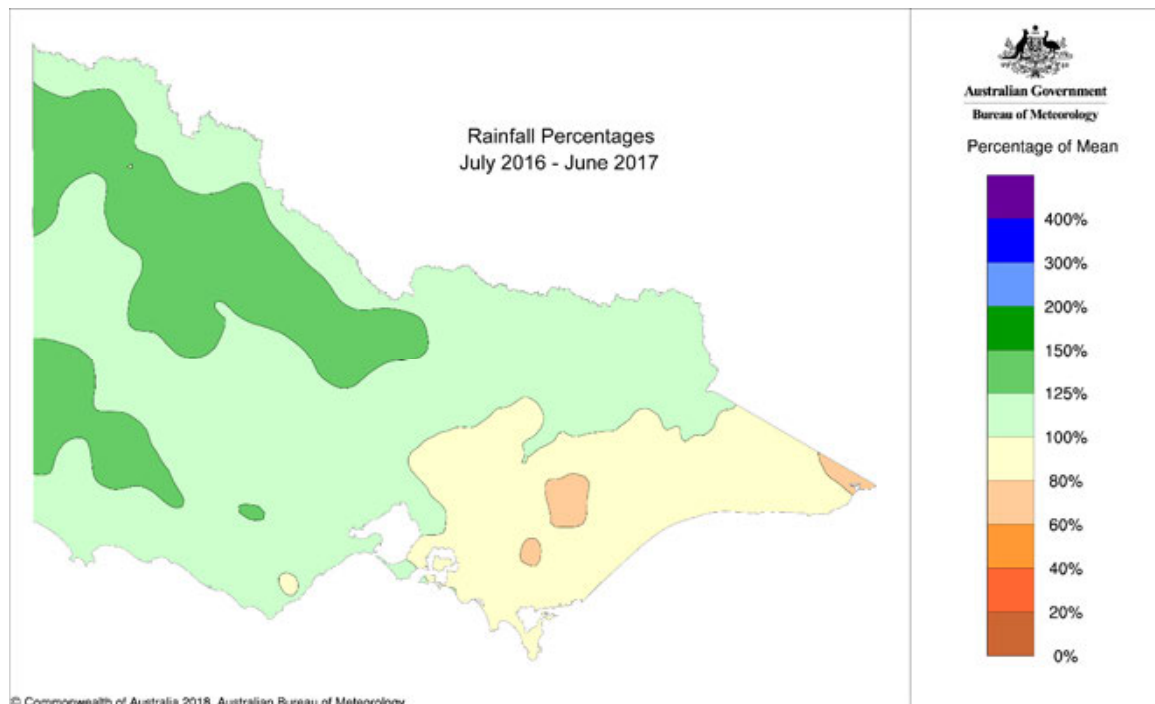 Rainfall Percentages
July 2016 - June 2017
Australian Government
Bureau of Meteorology
Percentage of Mean
400%
300%
200%
150%
125%
100%
80%
60%
40%
20%
0%
© Commonwealth of Australia 2018, Australian Bureau of Meteorology